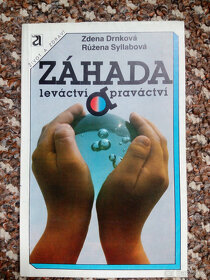 Zdena Drnková
Růžena Syllabová
a
ZÁHADA
leváctví praváctví